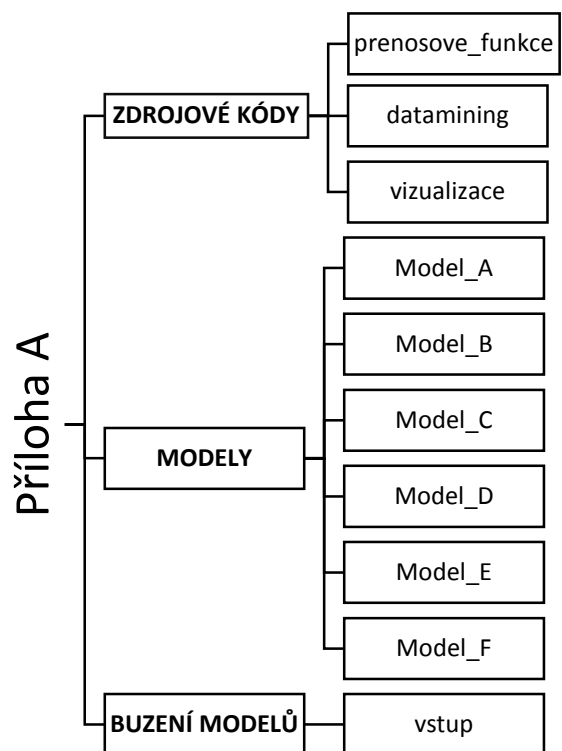 Příloha A
ZDROJOVÉ KÓDY
prenosove_funkce
datamining
vizualizace
MODELY
Model_A
Model_B
Model_C
Model_D
Model_E
Model_F
BUZENÍ MODELŮ
vstup